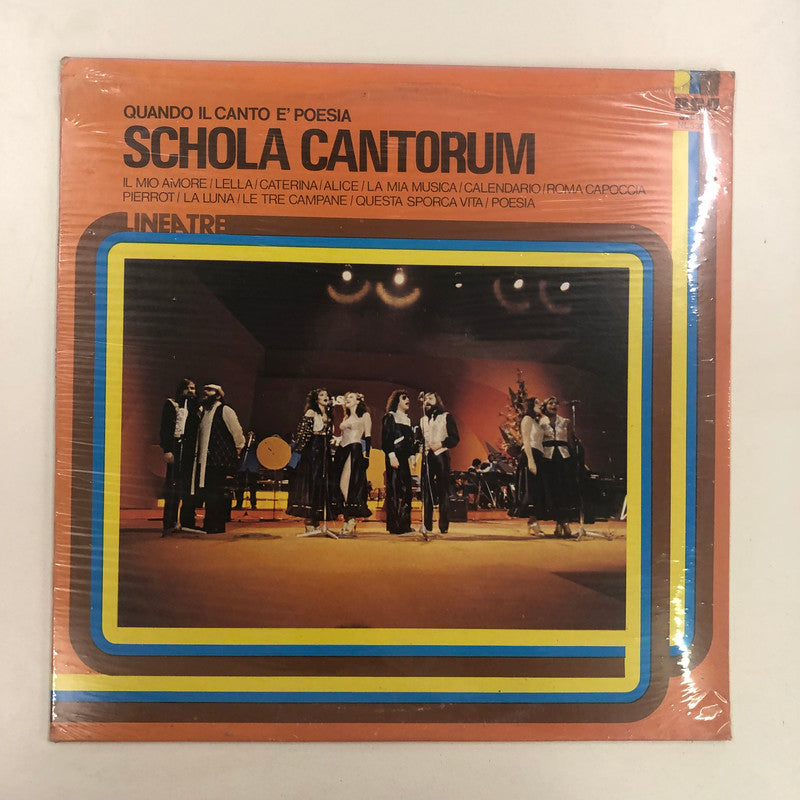 QUANDO IL CANTO E' POESIA
SCHOLA CANTORUM
IL MIO AMORE/LELLA/CATERINA/ALICE/LA MIA MUSICA/CALENDARIO/ROMA CAPOCCIA
PIERROT/LA LUNA/LE TRE CAMPANE/QUESTA SPORCA VITA/POESIA
LINEATRE
RCA